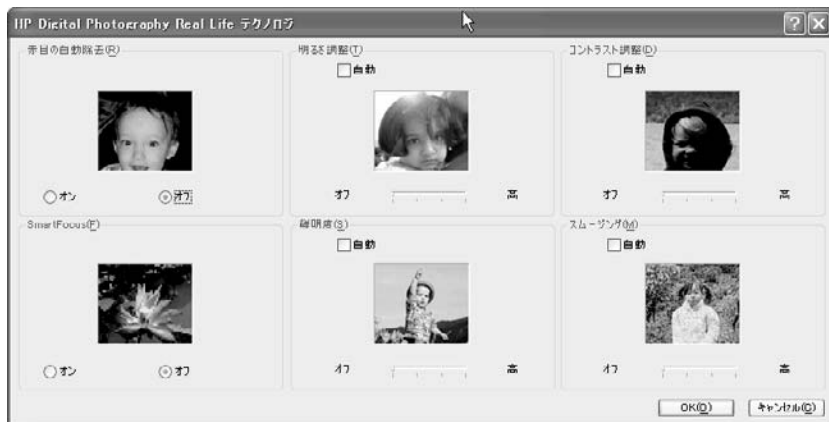 HP Digital Photography Real Life テクノロジ
赤目の自動除去(R)
オン
オフ
明るさ調整(T)
自動
オフ
高
コントラスト調整(D)
自動
オフ
高
SmartFocus(F)
オン
オフ
鮮明度(S)
自動
オフ
高
スムージング(M)
自動
オフ
高
OK(O)
キャンセル(C)